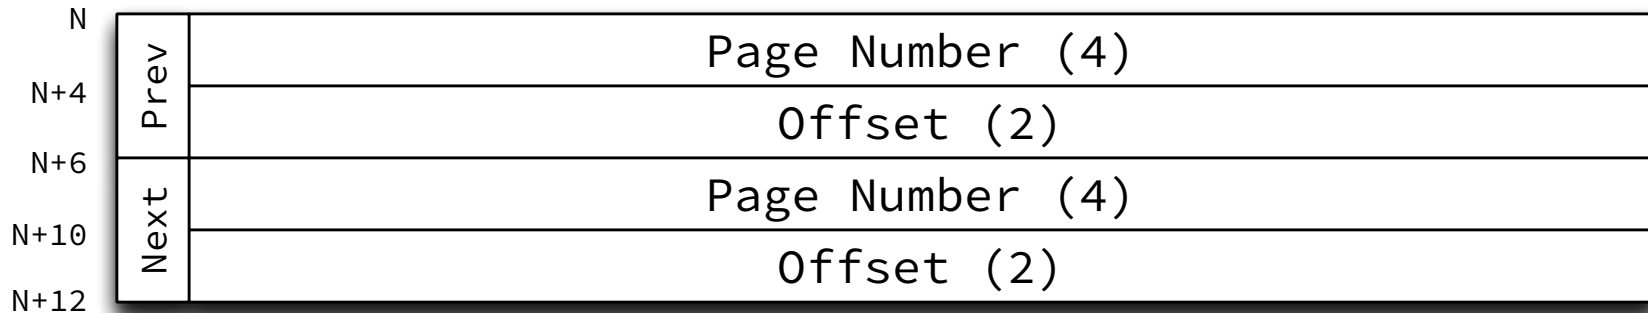 N
Prev
Page Number (4)
N+4
Offset (2)
N+6
Next
Page Number (4)
N+10
Offset (2)
N+12